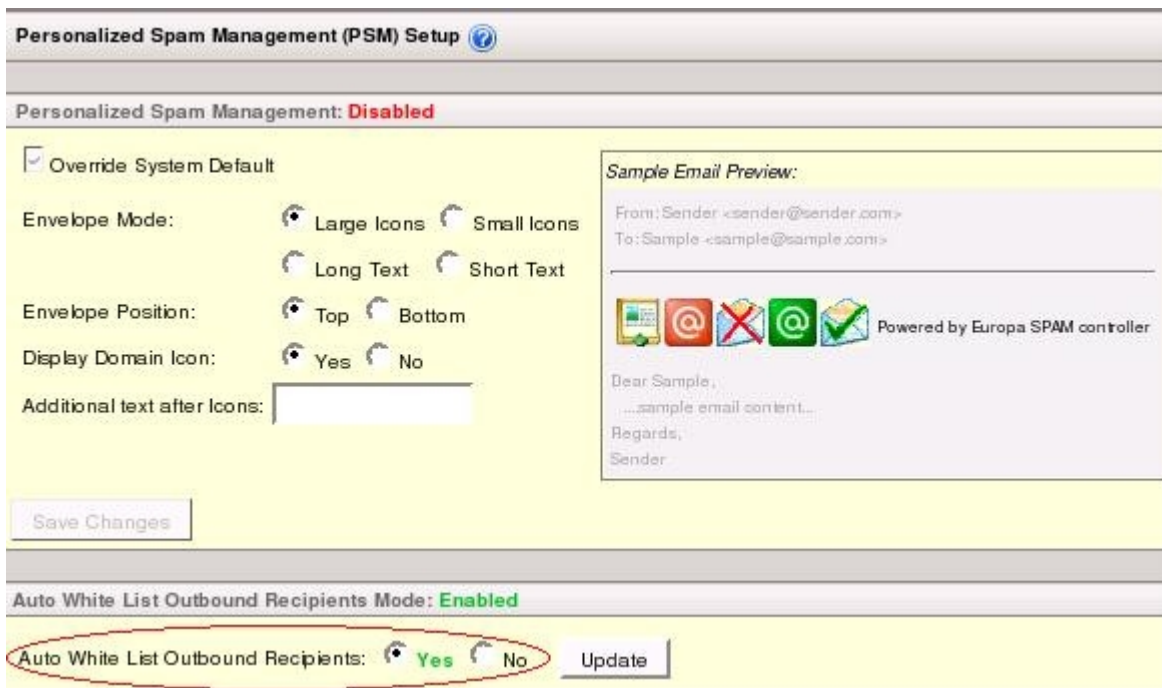 Personalized Spam Management (PSM) Setup ?
Personalized Spam Management: Disabled
Override System Default
Envelope Mode: Large Icons Small Icons
Long Text Short Text
Envelope Position: Top Bottom
Display Domain Icon: Yes No
Additional text after Icons:
Sample Email Preview:
From: Sender <sender@sender.com>
To: Sample <sample@sample.com>
@ @ Powered by Europa SPAM controller
Dear Sample,
...sample email content...
Regards,
Sender
Save Changes
Auto White List Outbound Recipients Mode: Enabled
Auto White List Outbound Recipients: Yes No Update